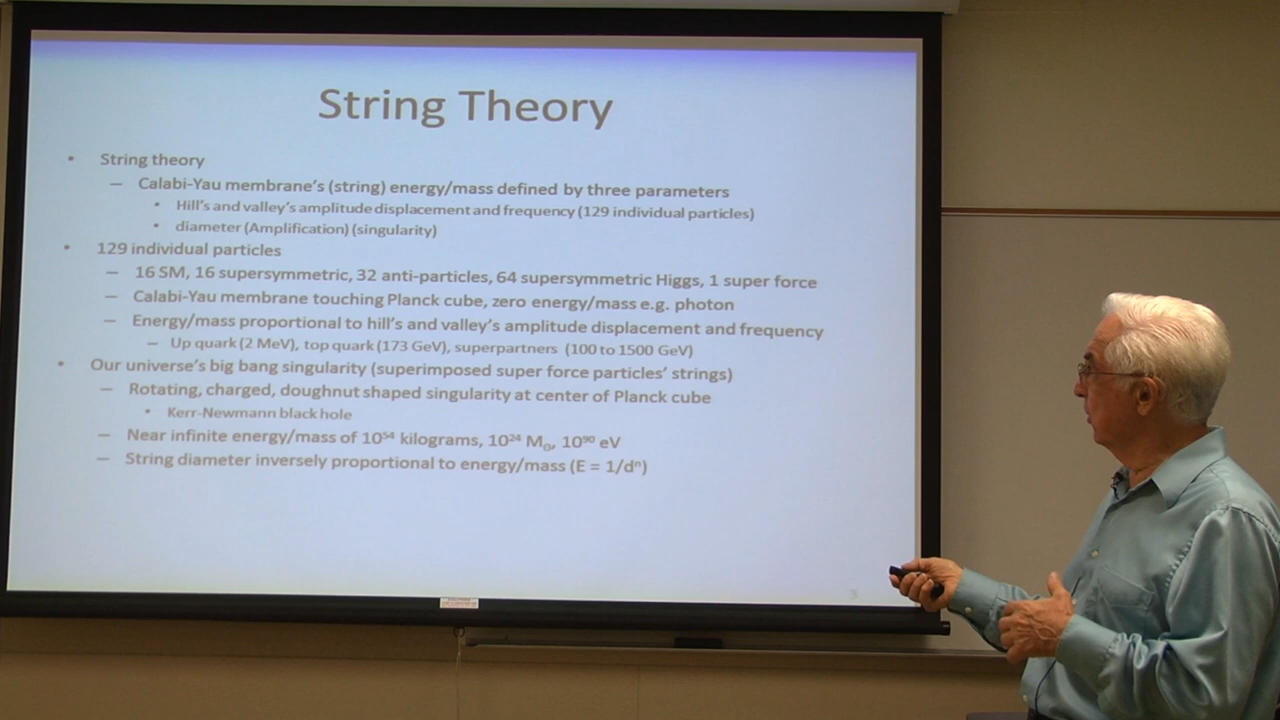 String Theory
• String theory
– Calabi-Yau membrane's (string) energy/mass defined by three parameters
• Hill's and valley's amplitude displacement and frequency (129 individual particles)
• diameter (Amplification) (singularity)
• 129 individual particles
– 16 SM, 16 supersymmetric, 32 anti-particles, 64 supersymmetric Higgs, 1 super force
– Calabi-Yau membrane touching Planck cube, zero energy/mass e.g. photon
– Energy/mass proportional to hill's and valley's amplitude displacement and frequency
– Up quark (2 MeV), top quark (173 GeV), superpartners (100 to 1500 GeV)
• Our universe's big bang singularity (superimposed super force particles' strings)
– Rotating, charged, doughnut shaped singularity at center of Planck cube
• Kerr-Newmann black hole
– Near infinite energy/mass of 10⁵⁴ kilograms, 10²⁴ M₀, 10⁹⁰ eV
– String diameter inversely proportional to energy/mass (E = 1/dⁿ)
3